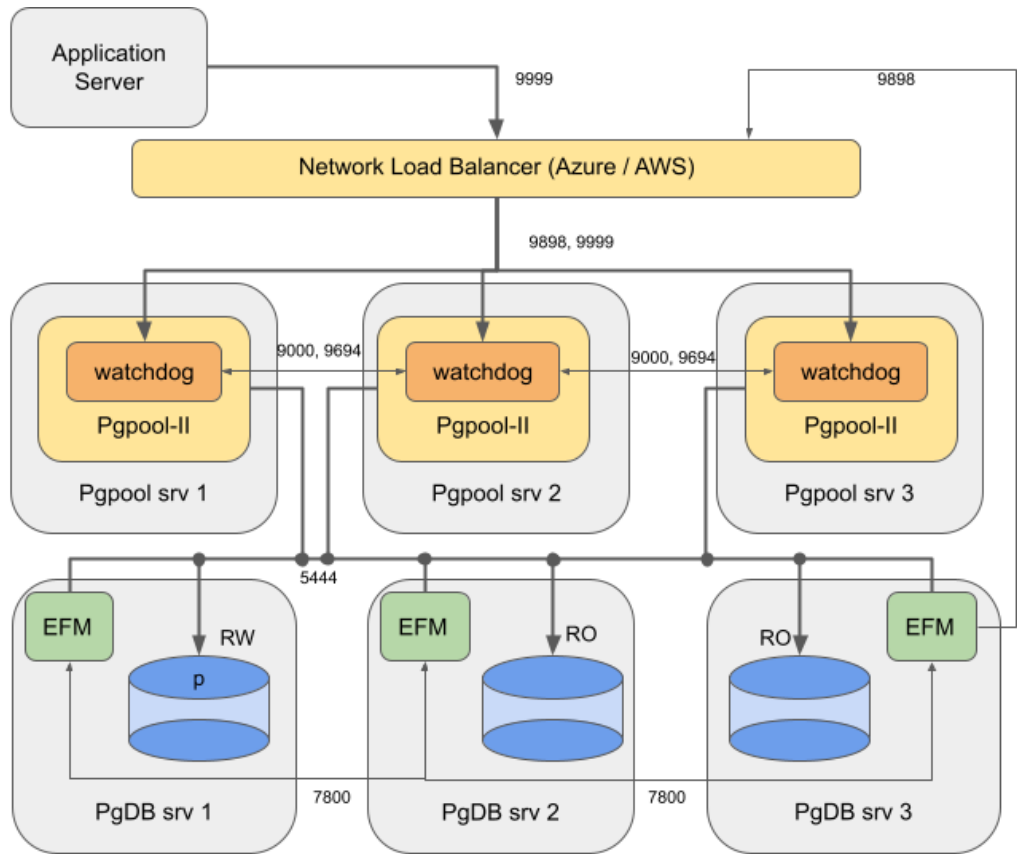 Application
Server
9999
9898
Network Load Balancer (Azure / AWS)
9898, 9999
watchdog
Pgpool-II
Pgpool srv 1
9000, 9694
watchdog
Pgpool-II
Pgpool srv 2
9000, 9694
watchdog
Pgpool-II
Pgpool srv 3
5444
EFM
RW
p
PgDB srv 1
7800
EFM
RO
PgDB srv 2
7800
RO
EFM
PgDB srv 3